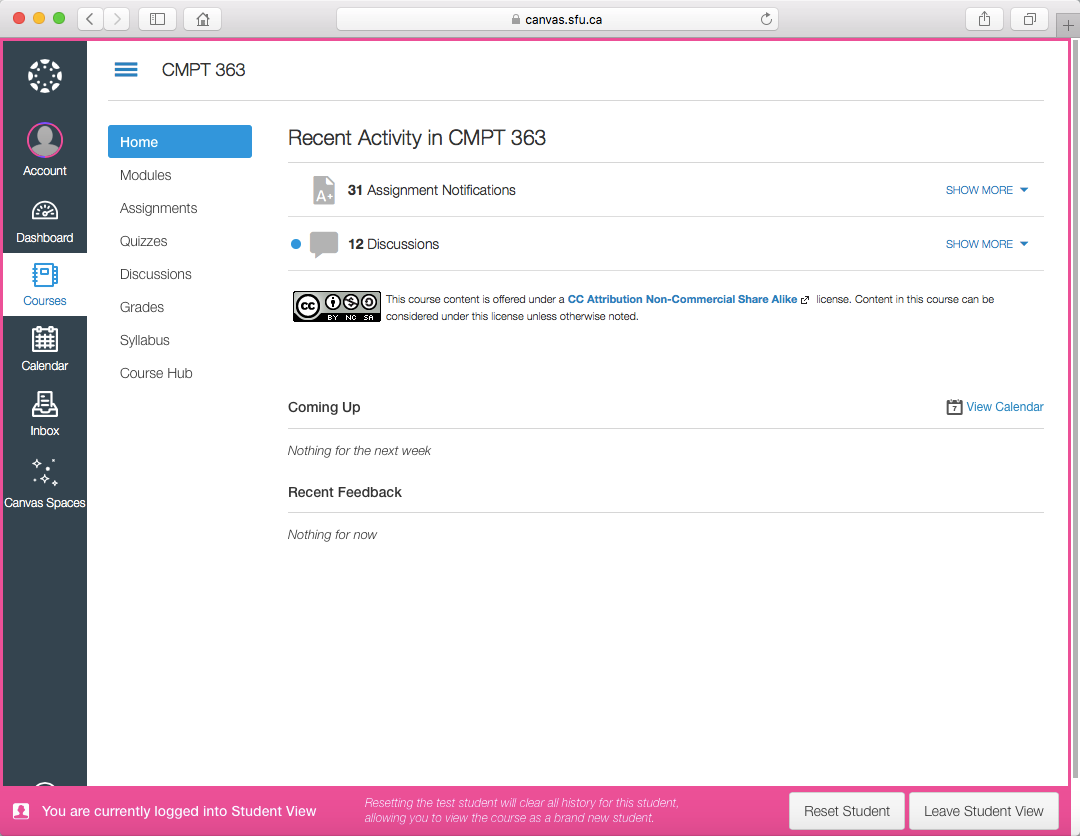 canvas.sfu.ca
CMPT 363
Account
Dashboard
Courses
Calendar
Inbox
Canvas Spaces
Home
Modules
Assignments
Quizzes
Discussions
Grades
Syllabus
Course Hub
Recent Activity in CMPT 363
A+ 31 Assignment Notifications SHOW MORE
12 Discussions SHOW MORE
cc BY NC SA
This course content is offered under a CC Attribution Non-Commercial Share Alike license. Content in this course can be
considered under this license unless otherwise noted.
Coming Up 7 View Calendar
Nothing for the next week
Recent Feedback
Nothing for now
You are currently logged into Student View
Resetting the test student will clear all history for this student,
allowing you to view the course as a brand new student.
Reset Student
Leave Student View